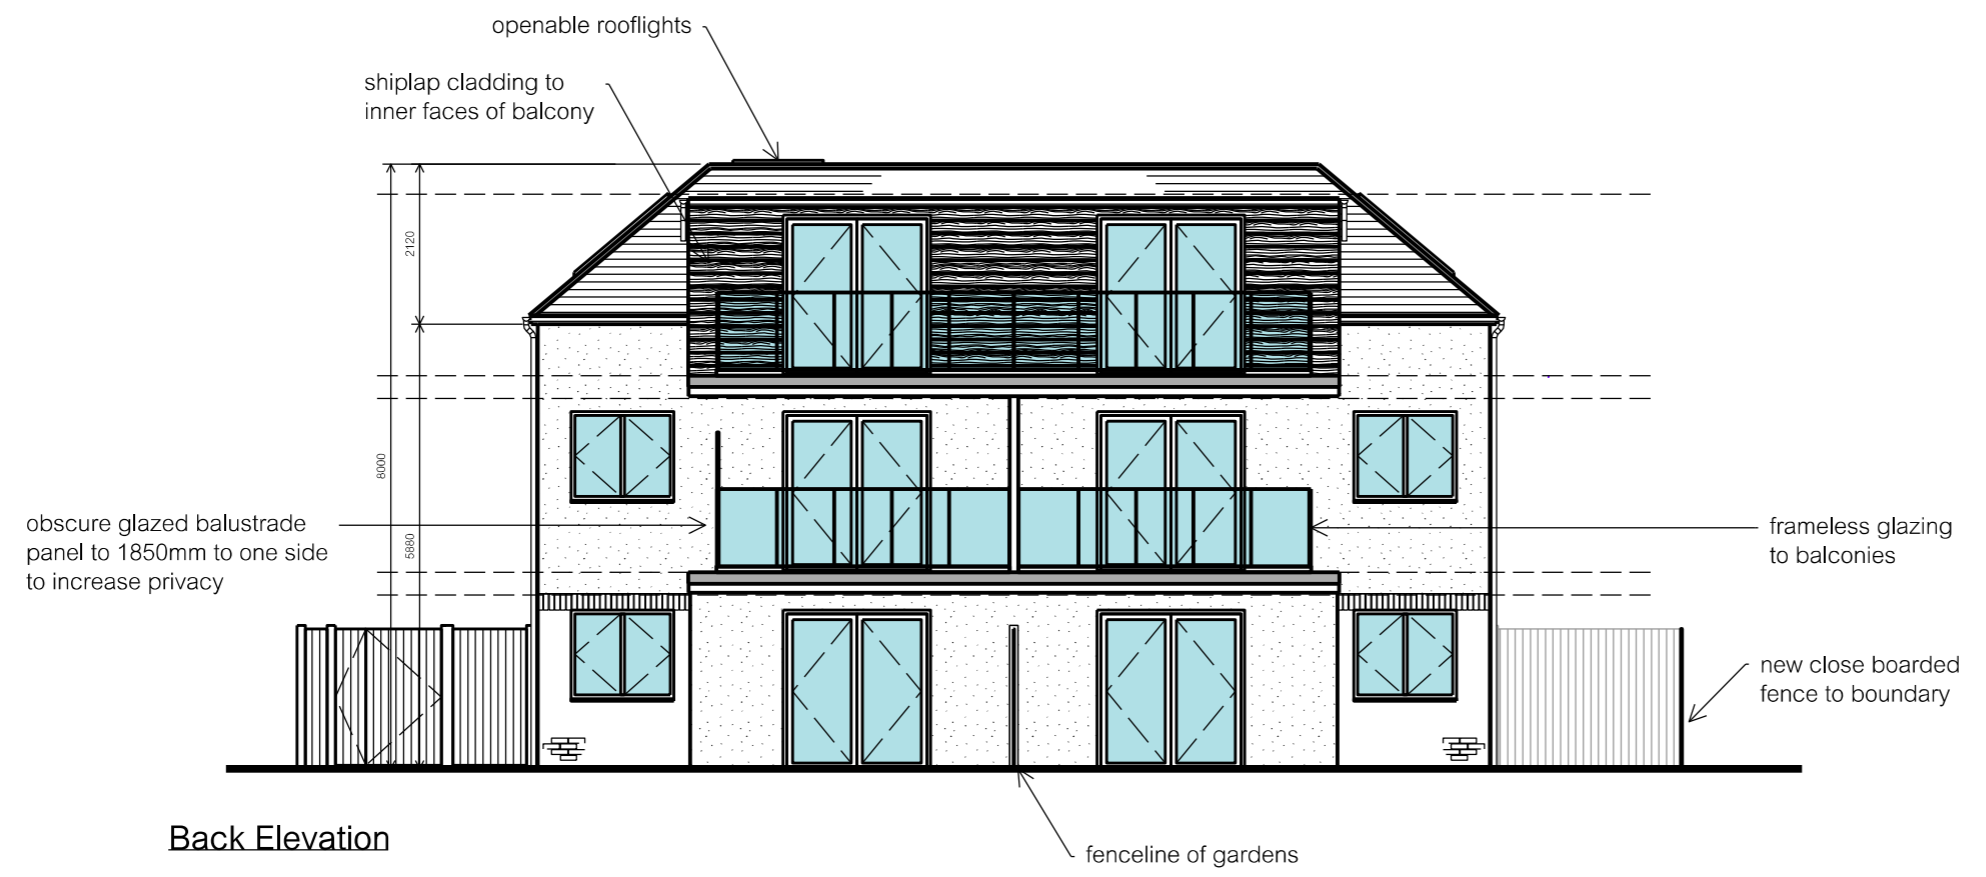 openable rooflights
shiplap cladding to
inner faces of balcony
2120
8000
5880
obscure glazed balustrade
panel to 1850mm to one side
to increase privacy
frameless glazing
to balconies
new close boarded
fence to boundary
Back Elevation
fenceline of gardens